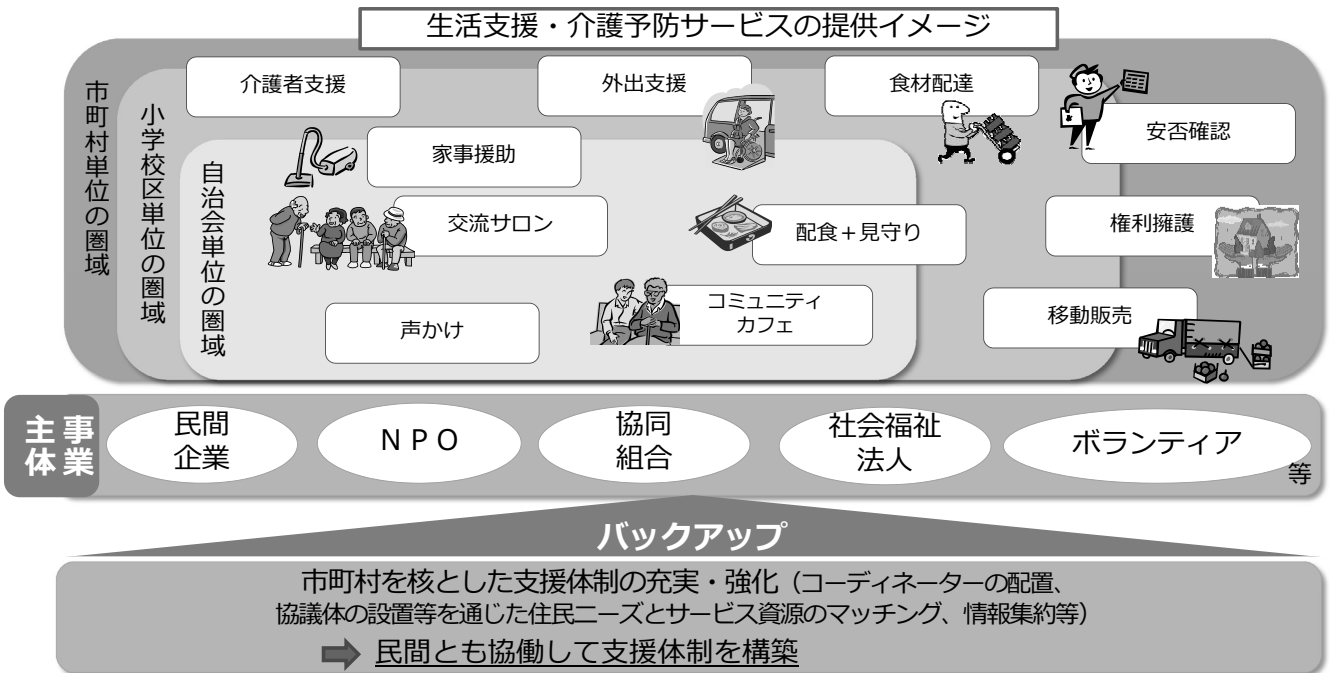 生活支援・介護予防サービスの提供イメージ
市町村単位の圏域
小学校区単位の圏域
自治会単位の圏域
介護者支援
外出支援
食材配達
安否確認
家事援助
交流サロン
配食＋見守り
権利擁護
声かけ
コミュニティ
カフェ
移動販売
事業
主体
民間
企業
ＮＰＯ
協同
組合
社会福祉
法人
ボランティア
等
バックアップ
市町村を核とした支援体制の充実・強化（コーディネーターの配置、
協議体の設置等を通じた住民ニーズとサービス資源のマッチング、情報集約等）
民間とも協働して支援体制を構築